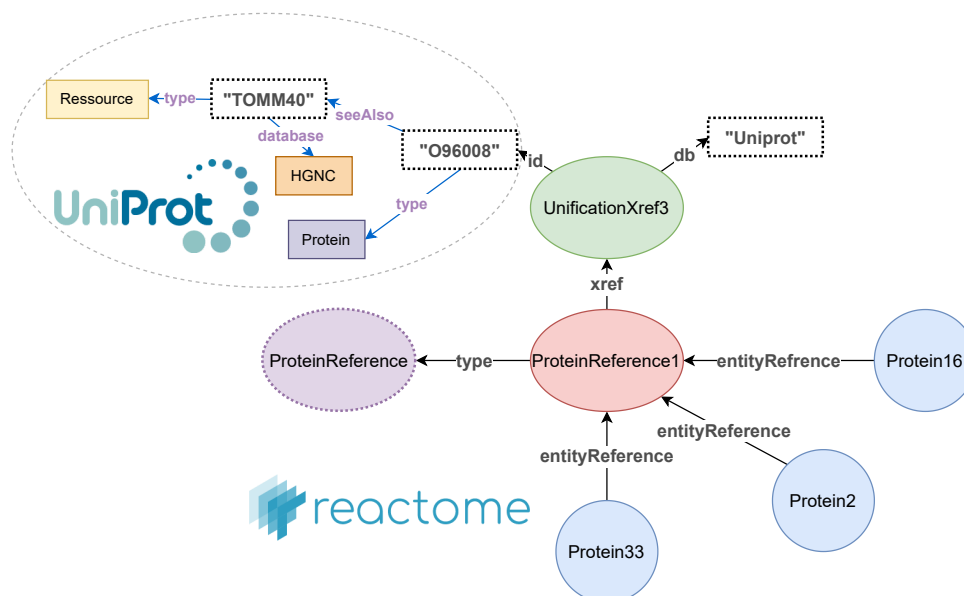 Ressource
type
"TOMM40"
seeAlso
database
"O96008"
id
db
"Uniprot"
HGNC
UniProt
type
Protein
UnificationXref3
xref
ProteinReference
type
ProteinReference1
entityRefrence
Protein16
entityReference
entityReference
reactome
Protein2
Protein33